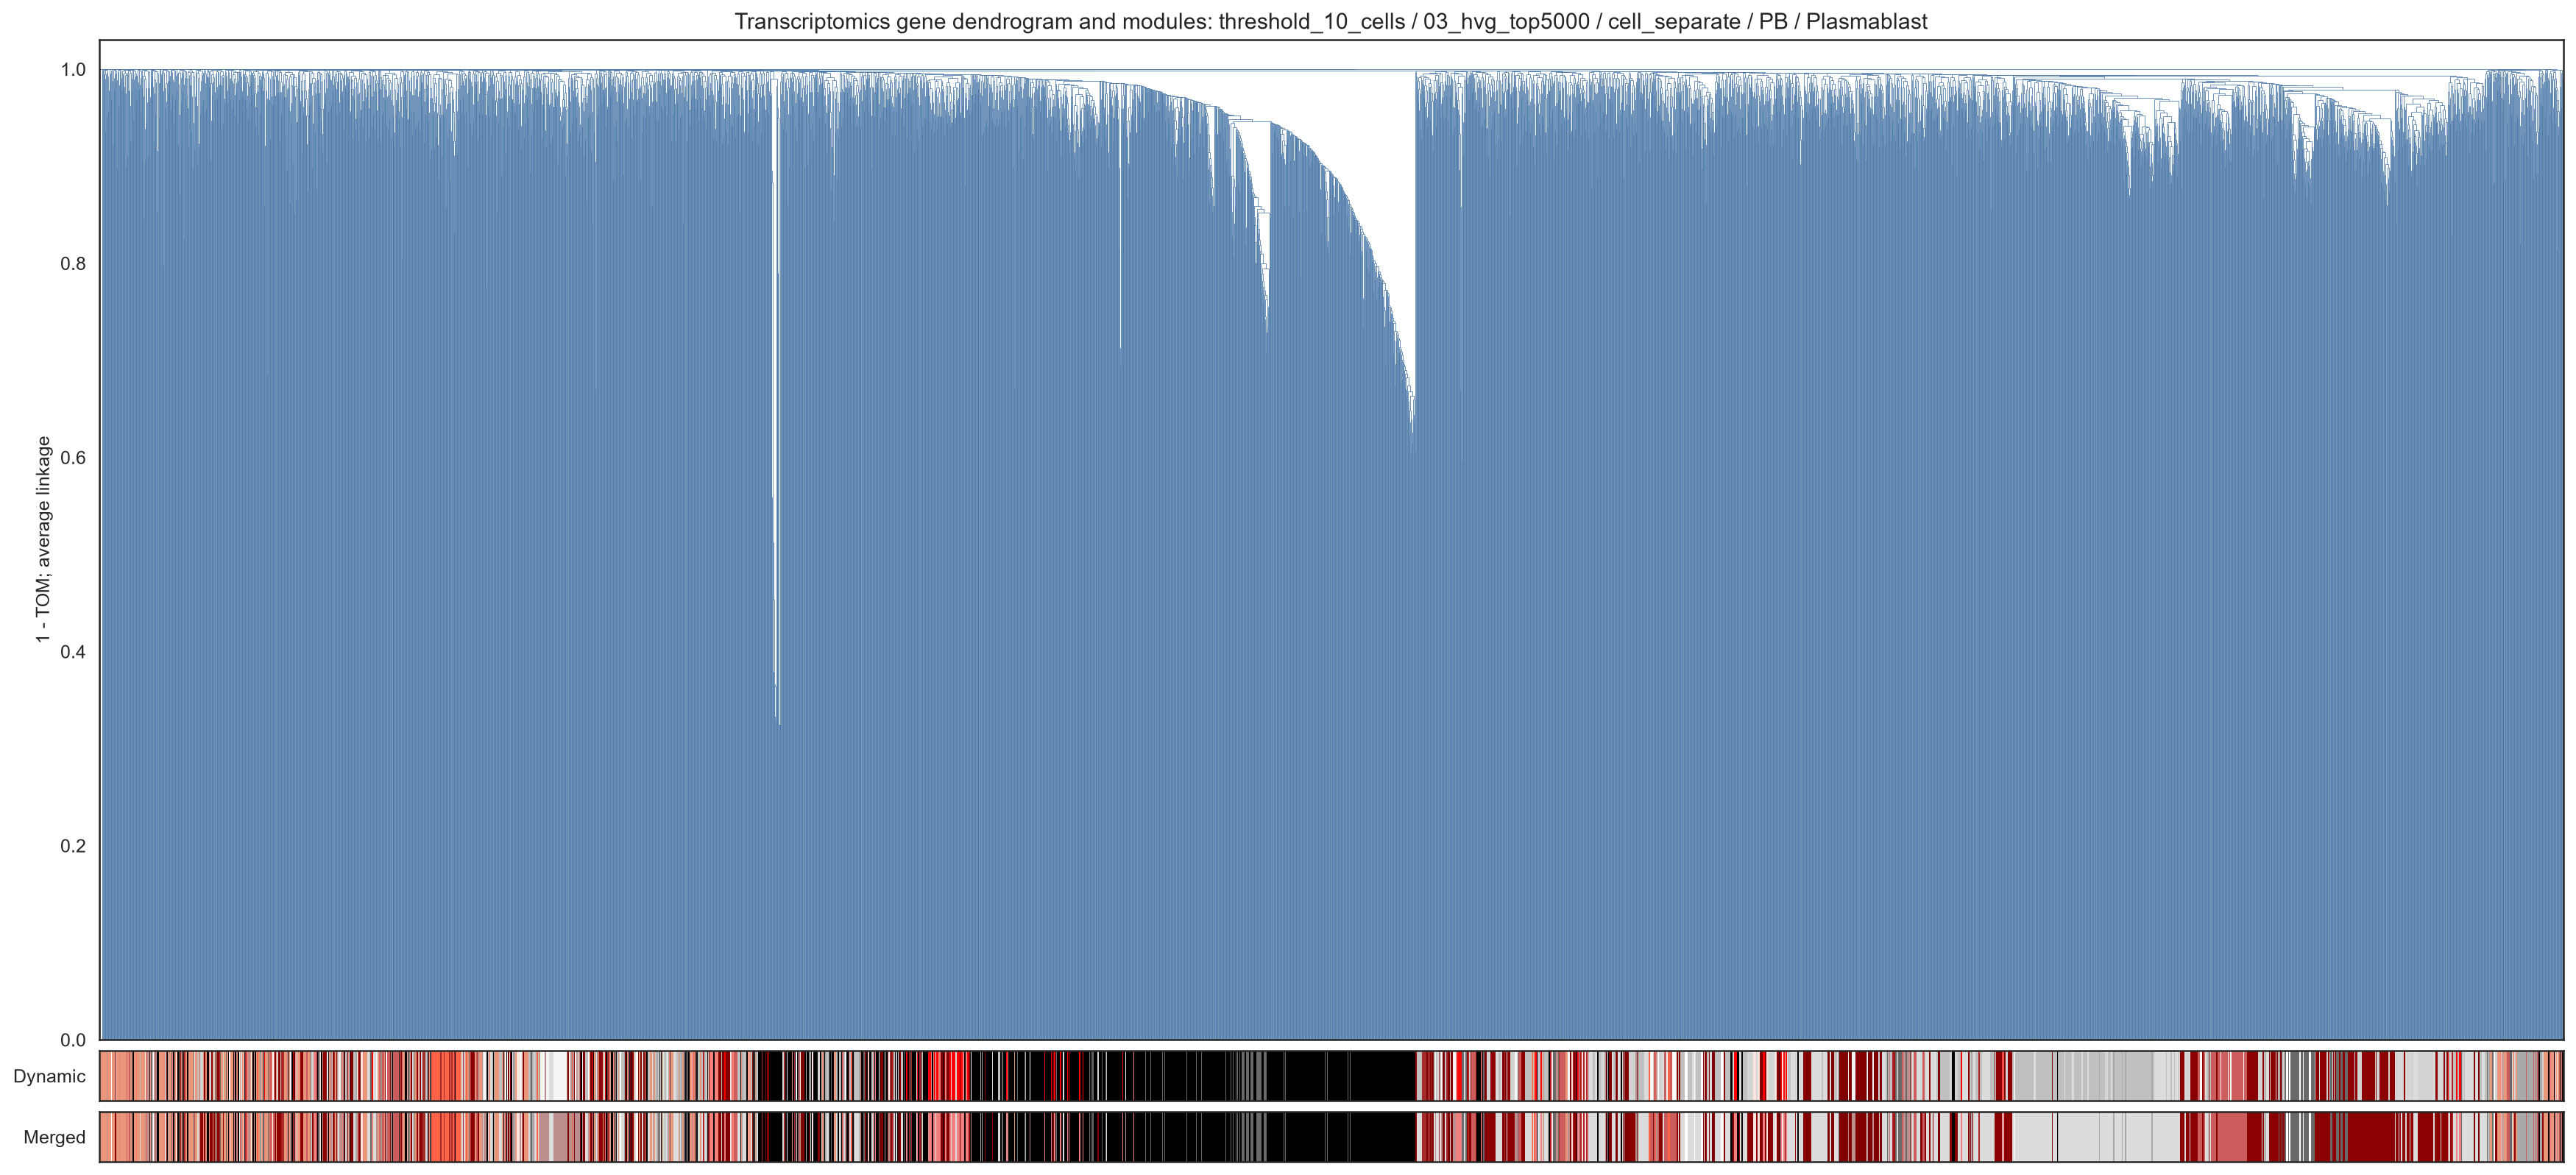 Transcriptomics gene dendrogram and modules: threshold_10_cells / 03_hvg_top5000 / cell_separate / PB / Plasmablast
1 - TOM; average linkage
1.0
0.8
0.6
0.4
0.2
0.0
Dynamic
Merged